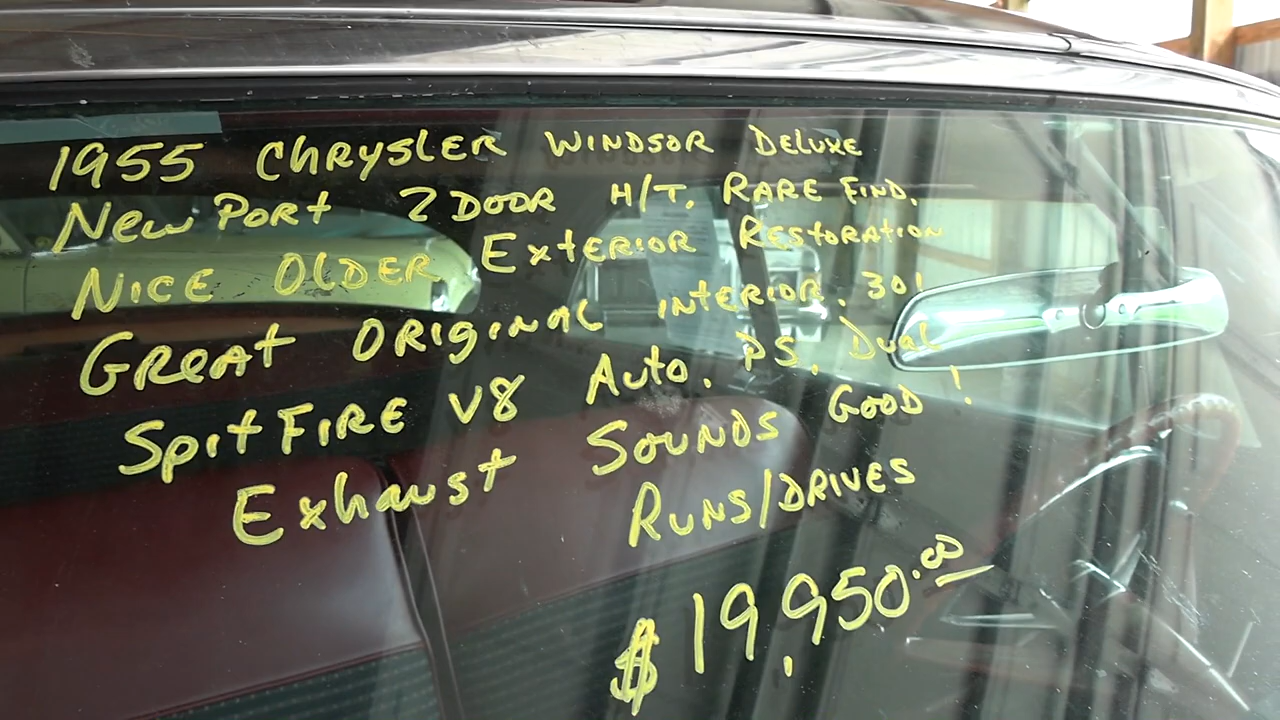 1955 CHRYSLER WINDSOR DELUXE
NEW PORT 2 DOOR H/T. RARE FIND.
NICE OLDER EXTERIOR RESTORATION
GREAT ORIGINAL INTERIOR. 301
SPITFIRE V8 AUTO. PS. DUAL
EXHAUST SOUNDS GOOD!
RUNS/DRIVES
$19,950.00